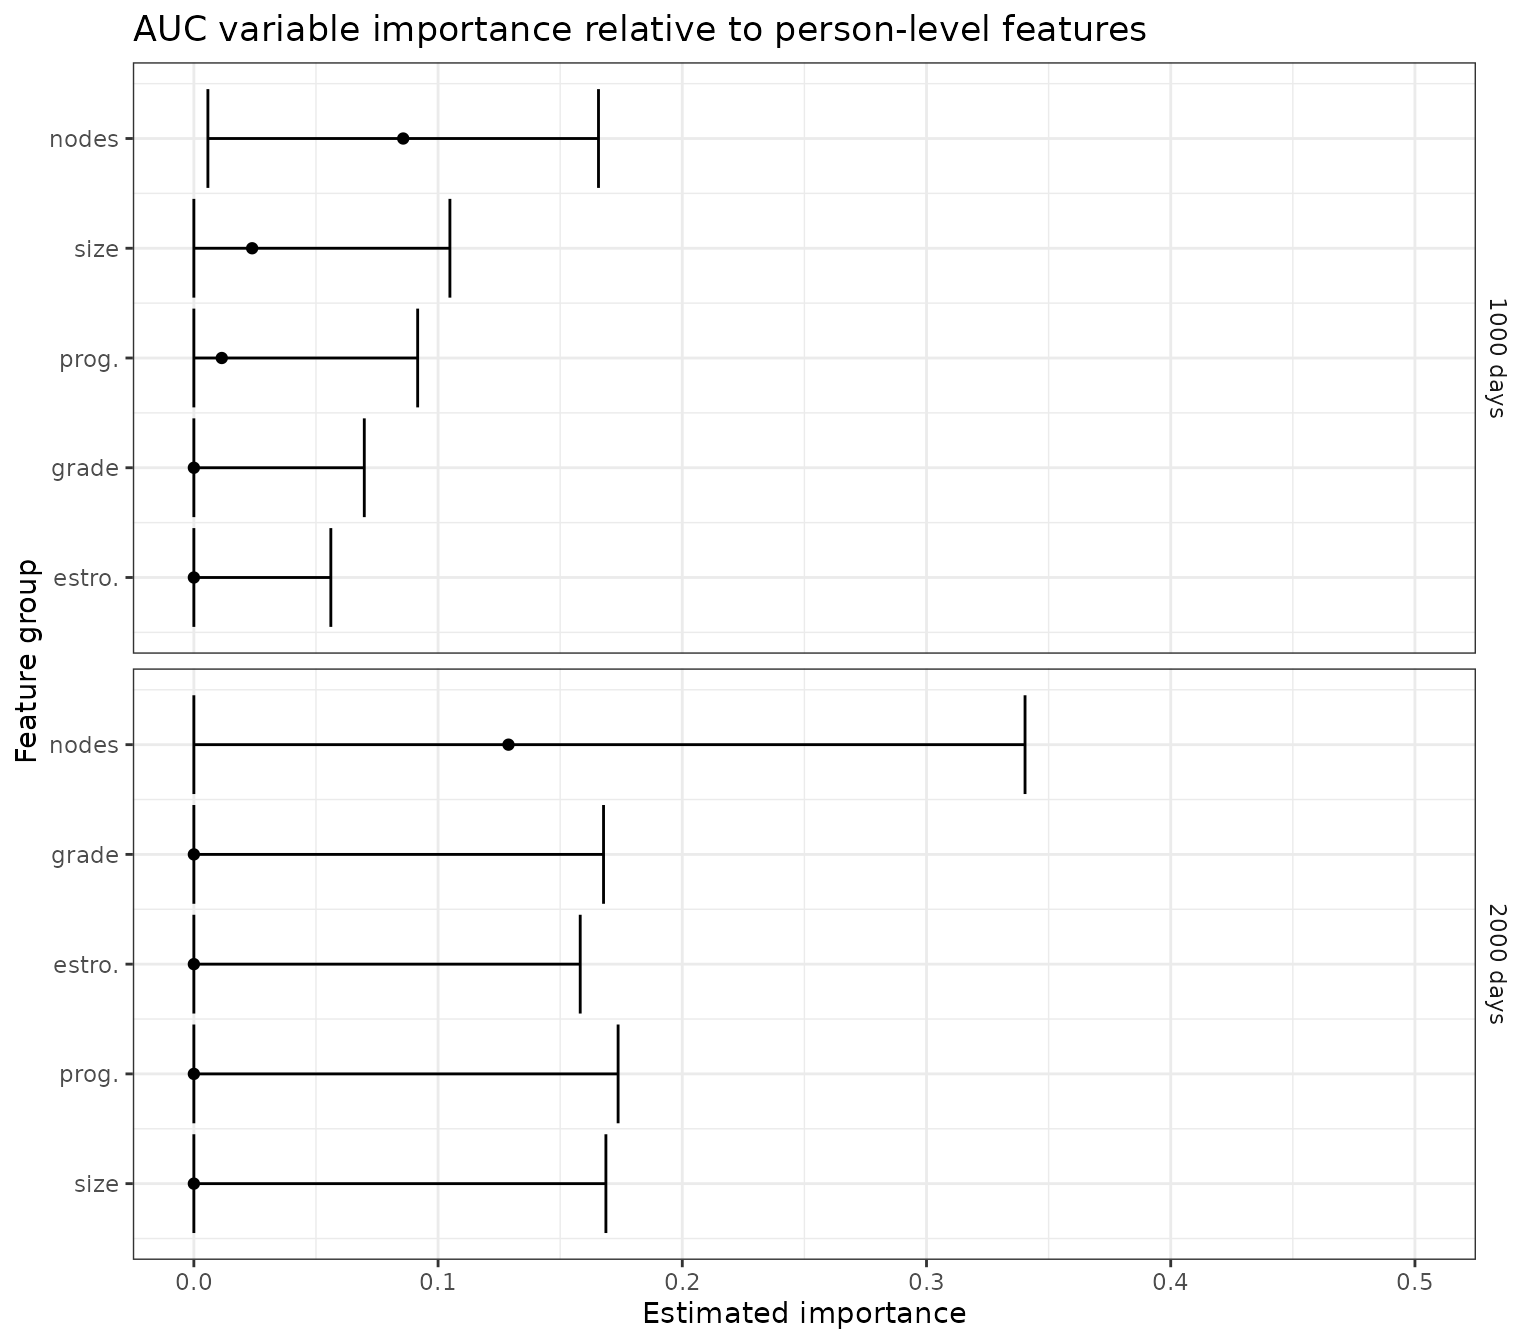 AUC variable importance relative to person-level features
Feature group
nodes
size
prog.
grade
estro.
1000 days
nodes
grade
estro.
prog.
size
2000 days
0.0 0.1 0.2 0.3 0.4 0.5
Estimated importance